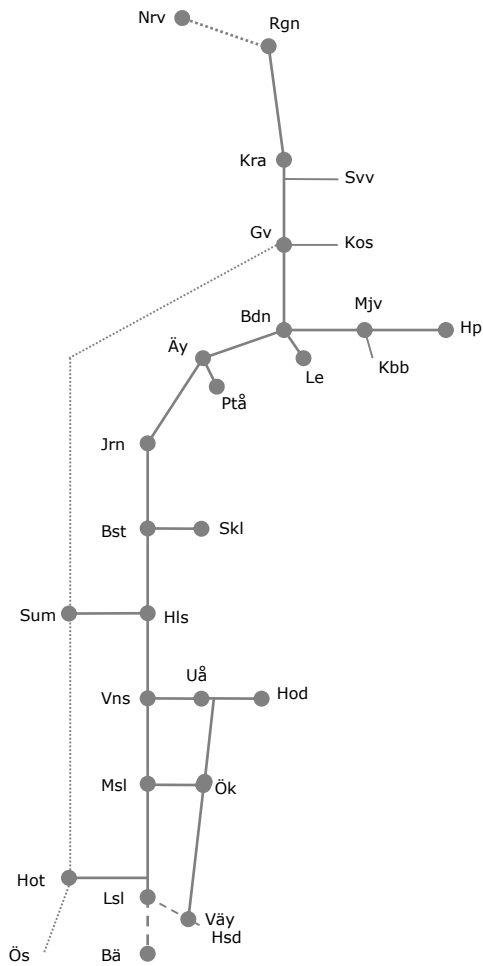 Nrv
Rgn
Kra
Svv
Gv
Kos
Mjv
Bdn
Hp
Äy
Kbb
Le
Ptå
Jrn
Bst
Skl
Sum
Hls
Uå
Vns
Hod
Msl
Ök
Hot
Lsl
Väy
Hsd
Ös
Bä